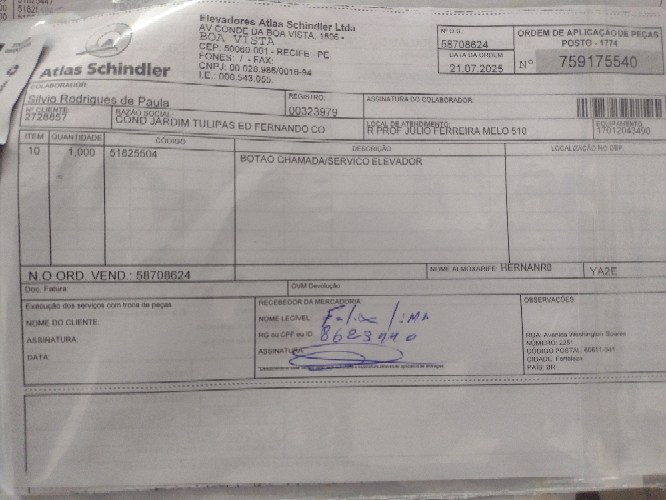 Elevadores Atlas Schindler Ltda
AV CONDE DA BOA VISTA, 1596 -
BOA VISTA
CEP: 50060 001 - RECIFE - PE
FONES: / - FAX:
CNPJ: 00.028.986/0016-94
I.E.: 000.543.055.
Atlas Schindler
Nº O.S.
58708624
DATA DA ORDEM
21.07.2025
ORDEM DE APLICAÇÃO DE PEÇAS
POSTO - 1774
Nº 759175540
COLABORADOR:
Silvio Rodrigues de Paula
REGISTRO:
00323979
ASSINATURA DO COLABORADOR:
Nº CLIENTE
2728857
RAZÃO SOCIAL:
COND JARDIM TULIPAS ED FERNANDO CO
LOCAL DE ATENDIMENTO:
R PROF JULIO FERREIRA MELO 510
EQUIPAMENTO
17012043490
ITEM QUANTIDADE CÓDIGO DESCRIÇÃO LOCALIZAÇÃO NO DEP.
10 1,000 51825504 BOTAO CHAMADA/SERVICO ELEVADOR
N.O ORD. VEND.: 58708624
NOME ALMOXARIFE: HERNANR8
YA2E
Doc. Fatura:
OVM Devolução:
Execução dos serviços com troca de peças
NOME DO CLIENTE:
ASSINATURA:
DATA:
RECEBEDOR DA MERCADORIA
NOME LEGÍVEL:
RG ou CPF ou ID:
ASSINATURA
OBSERVAÇÕES
RUA: Avenida Washington Soares
NÚMERO: 2251
CÓDIGO POSTAL: 60811-341
CIDADE: Fortaleza
PAÍS: BR